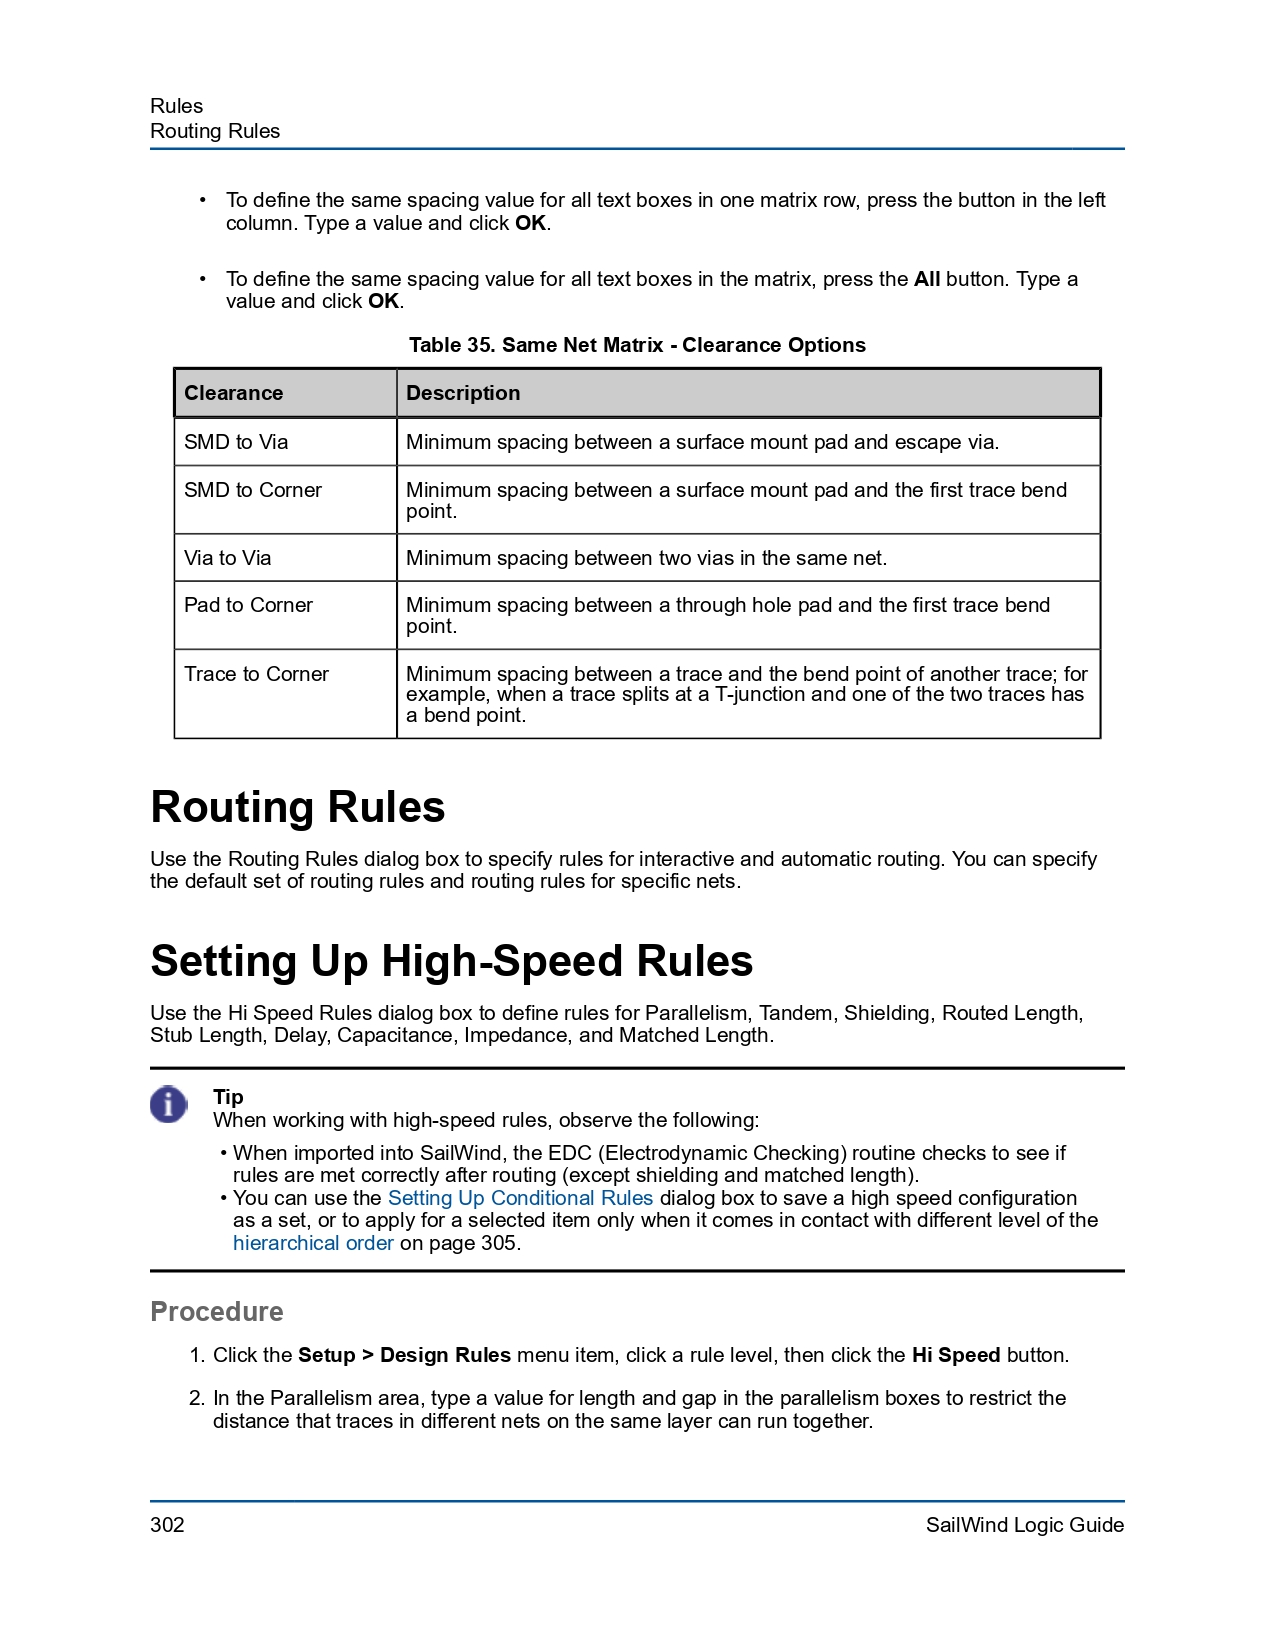 Rules
Routing Rules
• To define the same spacing value for all text boxes in one matrix row, press the button in the left
column. Type a value and click OK.
• To define the same spacing value for all text boxes in the matrix, press the All button. Type a
value and click OK.
Table 35. Same Net Matrix - Clearance Options
Clearance Description
SMD to Via Minimum spacing between a surface mount pad and escape via.
SMD to Corner Minimum spacing between a surface mount pad and the first trace bend
point.
Via to Via Minimum spacing between two vias in the same net.
Pad to Corner Minimum spacing between a through hole pad and the first trace bend
point.
Trace to Corner Minimum spacing between a trace and the bend point of another trace; for
example, when a trace splits at a T-junction and one of the two traces has
a bend point.
Routing Rules
Use the Routing Rules dialog box to specify rules for interactive and automatic routing. You can specify
the default set of routing rules and routing rules for specific nets.
Setting Up High-Speed Rules
Use the Hi Speed Rules dialog box to define rules for Parallelism, Tandem, Shielding, Routed Length,
Stub Length, Delay, Capacitance, Impedance, and Matched Length.
Tip
When working with high-speed rules, observe the following:
• When imported into SailWind, the EDC (Electrodynamic Checking) routine checks to see if
rules are met correctly after routing (except shielding and matched length).
• You can use the Setting Up Conditional Rules dialog box to save a high speed configuration
as a set, or to apply for a selected item only when it comes in contact with different level of the
hierarchical order on page 305.
Procedure
1. Click the Setup > Design Rules menu item, click a rule level, then click the Hi Speed button.
2. In the Parallelism area, type a value for length and gap in the parallelism boxes to restrict the
distance that traces in different nets on the same layer can run together.
302 SailWind Logic Guide